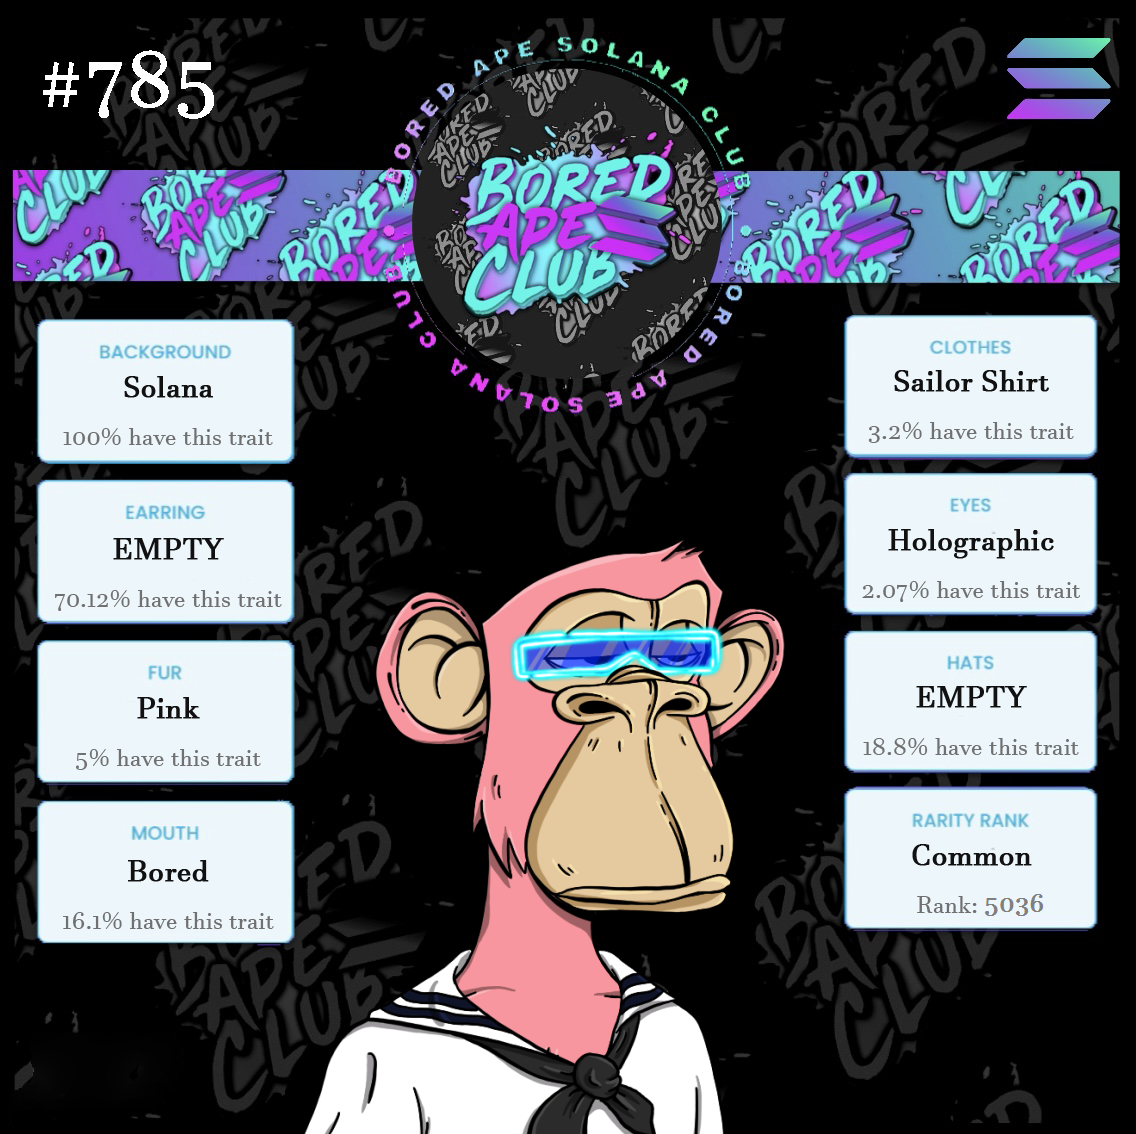 #785
BORED APE SOLANA CLUB
BORED APE SOLANA CLUB
BORED
APE
CLUB
BACKGROUND
Solana
100% have this trait
EARRING
EMPTY
70.12% have this trait
FUR
Pink
5% have this trait
MOUTH
Bored
16.1% have this trait
CLOTHES
Sailor Shirt
3.2% have this trait
EYES
Holographic
2.07% have this trait
HATS
EMPTY
18.8% have this trait
RARITY RANK
Common
Rank: 5036